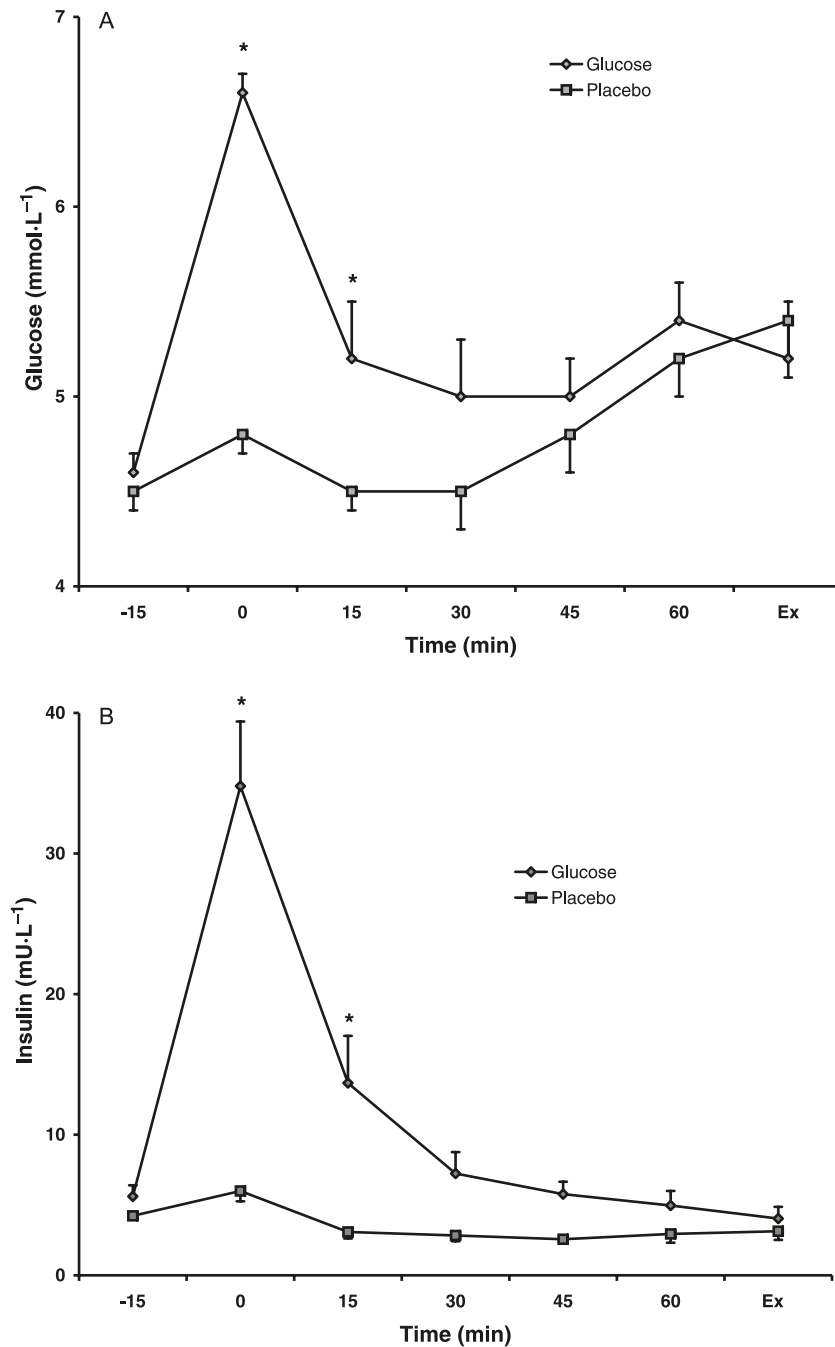 A
7
*
Glucose
Placebo
6
*
5
4
Glucose (mmol·L⁻¹)
-15 0 15 30 45 60 Ex
Time (min)
B
*
40
30
Glucose
Placebo
20
*
10
0
Insulin (mU·L⁻¹)
-15 0 15 30 45 60 Ex
Time (min)